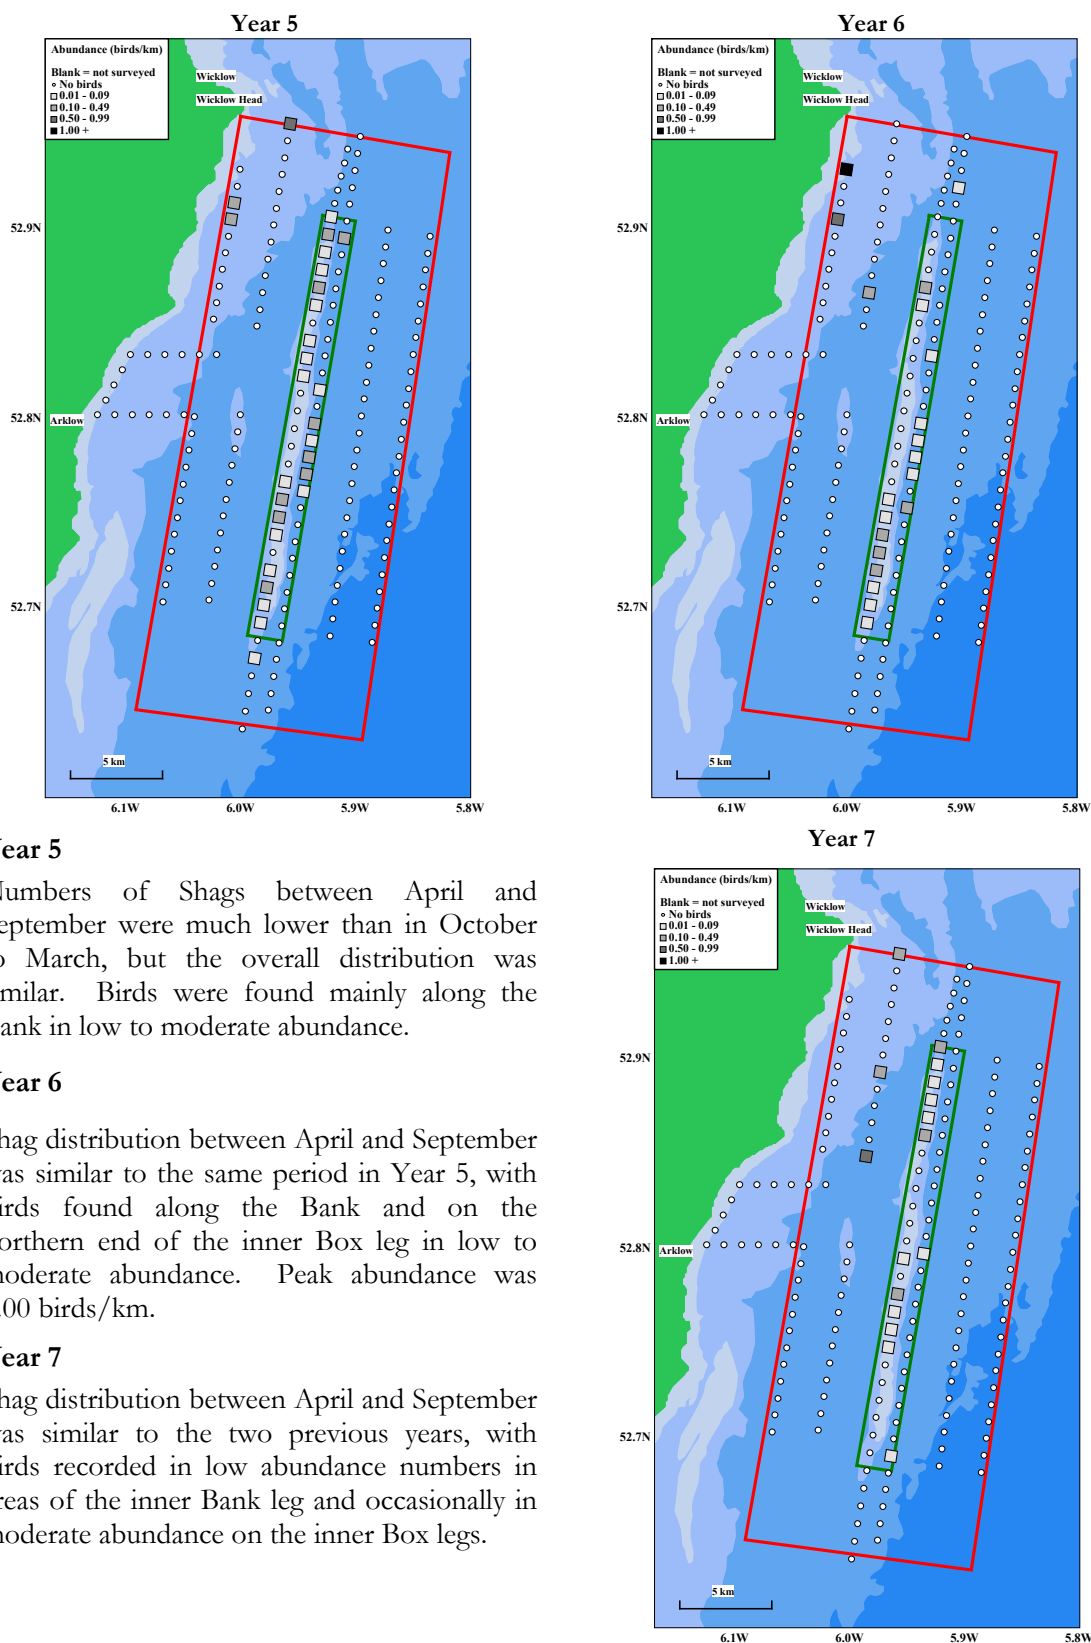 Year 5
Abundance (birds/km)
Blank = not surveyed
No birds
0.01 - 0.09
0.10 - 0.49
0.50 - 0.99
1.00 +
Wicklow
Wicklow Head
Arklow
52.9N
52.8N
52.7N
5 km
6.1W 6.0W 5.9W 5.8W
Year 6
Abundance (birds/km)
Blank = not surveyed
No birds
0.01 - 0.09
0.10 - 0.49
0.50 - 0.99
1.00 +
Wicklow
Wicklow Head
Arklow
52.9N
52.8N
52.7N
5 km
6.1W 6.0W 5.9W 5.8W
ear 5
umbers of Shags between April and
eptember were much lower than in October
o March, but the overall distribution was
imilar. Birds were found mainly along the
ank in low to moderate abundance.
ear 6
hag distribution between April and September
was similar to the same period in Year 5, with
irds found along the Bank and on the
orthern end of the inner Box leg in low to
moderate abundance. Peak abundance was
.00 birds/km.
ear 7
hag distribution between April and September
was similar to the two previous years, with
irds recorded in low abundance numbers in
reas of the inner Bank leg and occasionally in
moderate abundance on the inner Box legs.
Year 7
Abundance (birds/km)
Blank = not surveyed
No birds
0.01 - 0.09
0.10 - 0.49
0.50 - 0.99
1.00 +
Wicklow
Wicklow Head
Arklow
52.9N
52.8N
52.7N
5 km
6.1W 6.0W 5.9W 5.8W